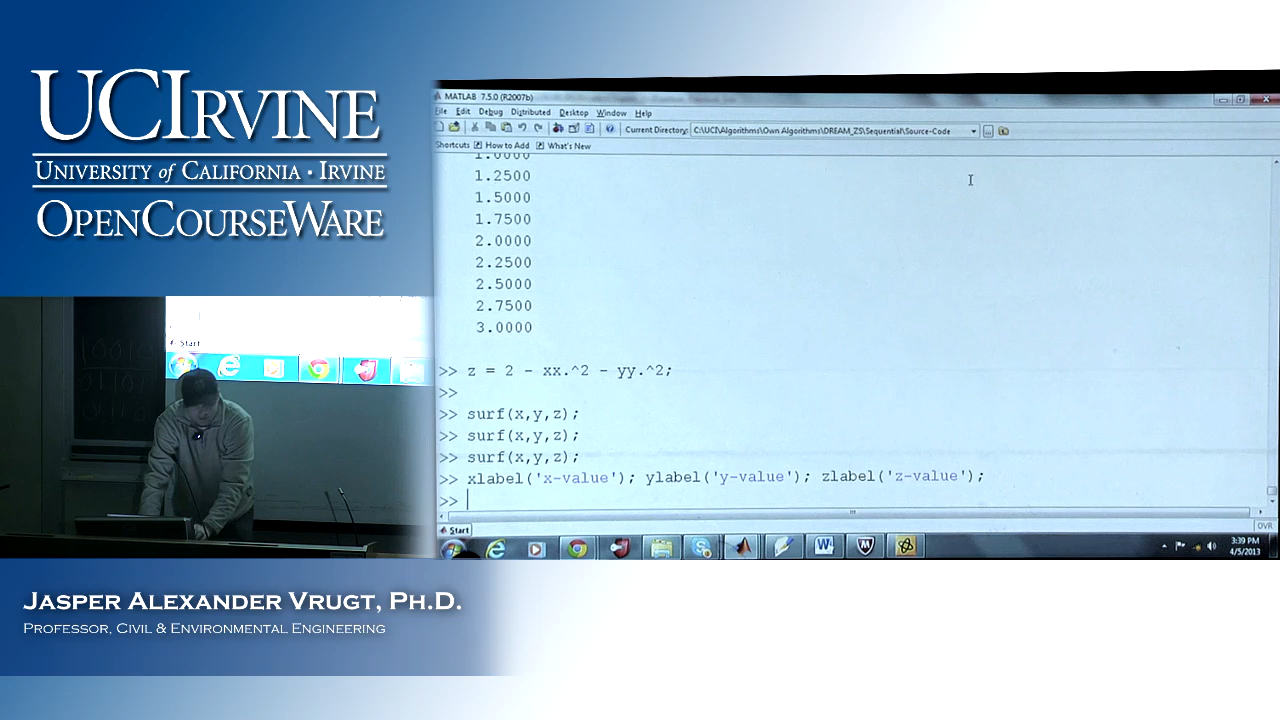 UCIRVINE
UNIVERSITY of CALIFORNIA • IRVINE
OPENCOURSEWARE
MATLAB 7.5.0 (R2007b)
File Edit Debug Distributed Desktop Window Help
Current Directory: C:\UCI\Algorithms\Own Algorithms\DREAM_ZS\Sequential\Source-Code
Shortcuts How to Add What's New
1.0000
1.2500
1.5000
1.7500
2.0000
2.2500
2.5000
2.7500
3.0000
>> z = 2 - xx.^2 - yy.^2;
>>
>> surf(x,y,z);
>> surf(x,y,z);
>> surf(x,y,z);
>> xlabel('x-value'); ylabel('y-value'); zlabel('z-value');
>>
Start
OVR
3:39 PM
4/5/2013
Start
JASPER ALEXANDER VRUGT, PH.D.
PROFESSOR, CIVIL & ENVIRONMENTAL ENGINEERING